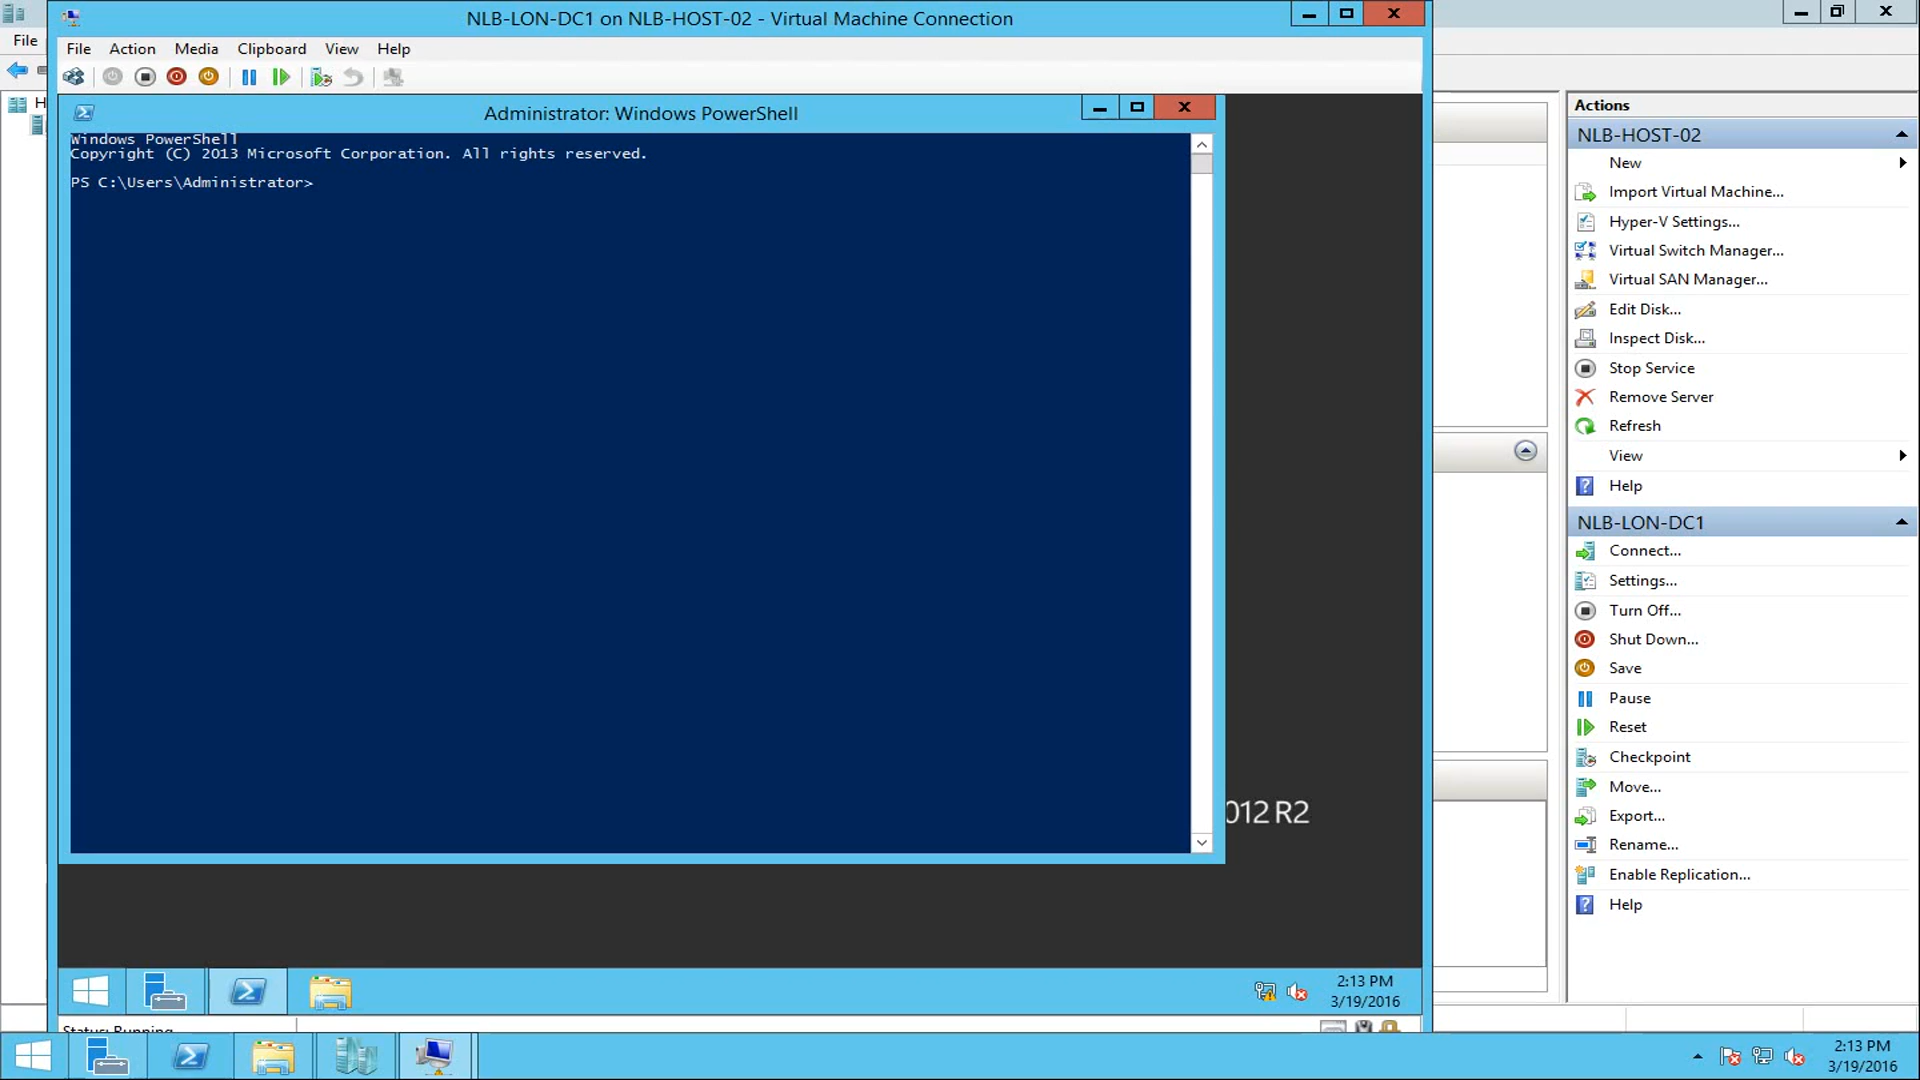 NLB-LON-DC1 on NLB-HOST-02 - Virtual Machine Connection
File
File Action Media Clipboard View Help
H
Administrator: Windows PowerShell
Windows PowerShell
Copyright (C) 2013 Microsoft Corporation. All rights reserved.
PS C:\Users\Administrator>
012 R2
2:13 PM
3/19/2016
Status: Running
Actions
NLB-HOST-02
New
Import Virtual Machine...
Hyper-V Settings...
Virtual Switch Manager...
Virtual SAN Manager...
Edit Disk...
Inspect Disk...
Stop Service
Remove Server
Refresh
View
Help
NLB-LON-DC1
Connect...
Settings...
Turn Off...
Shut Down...
Save
Pause
Reset
Checkpoint
Move...
Export...
Rename...
Enable Replication...
Help
2:13 PM
3/19/2016